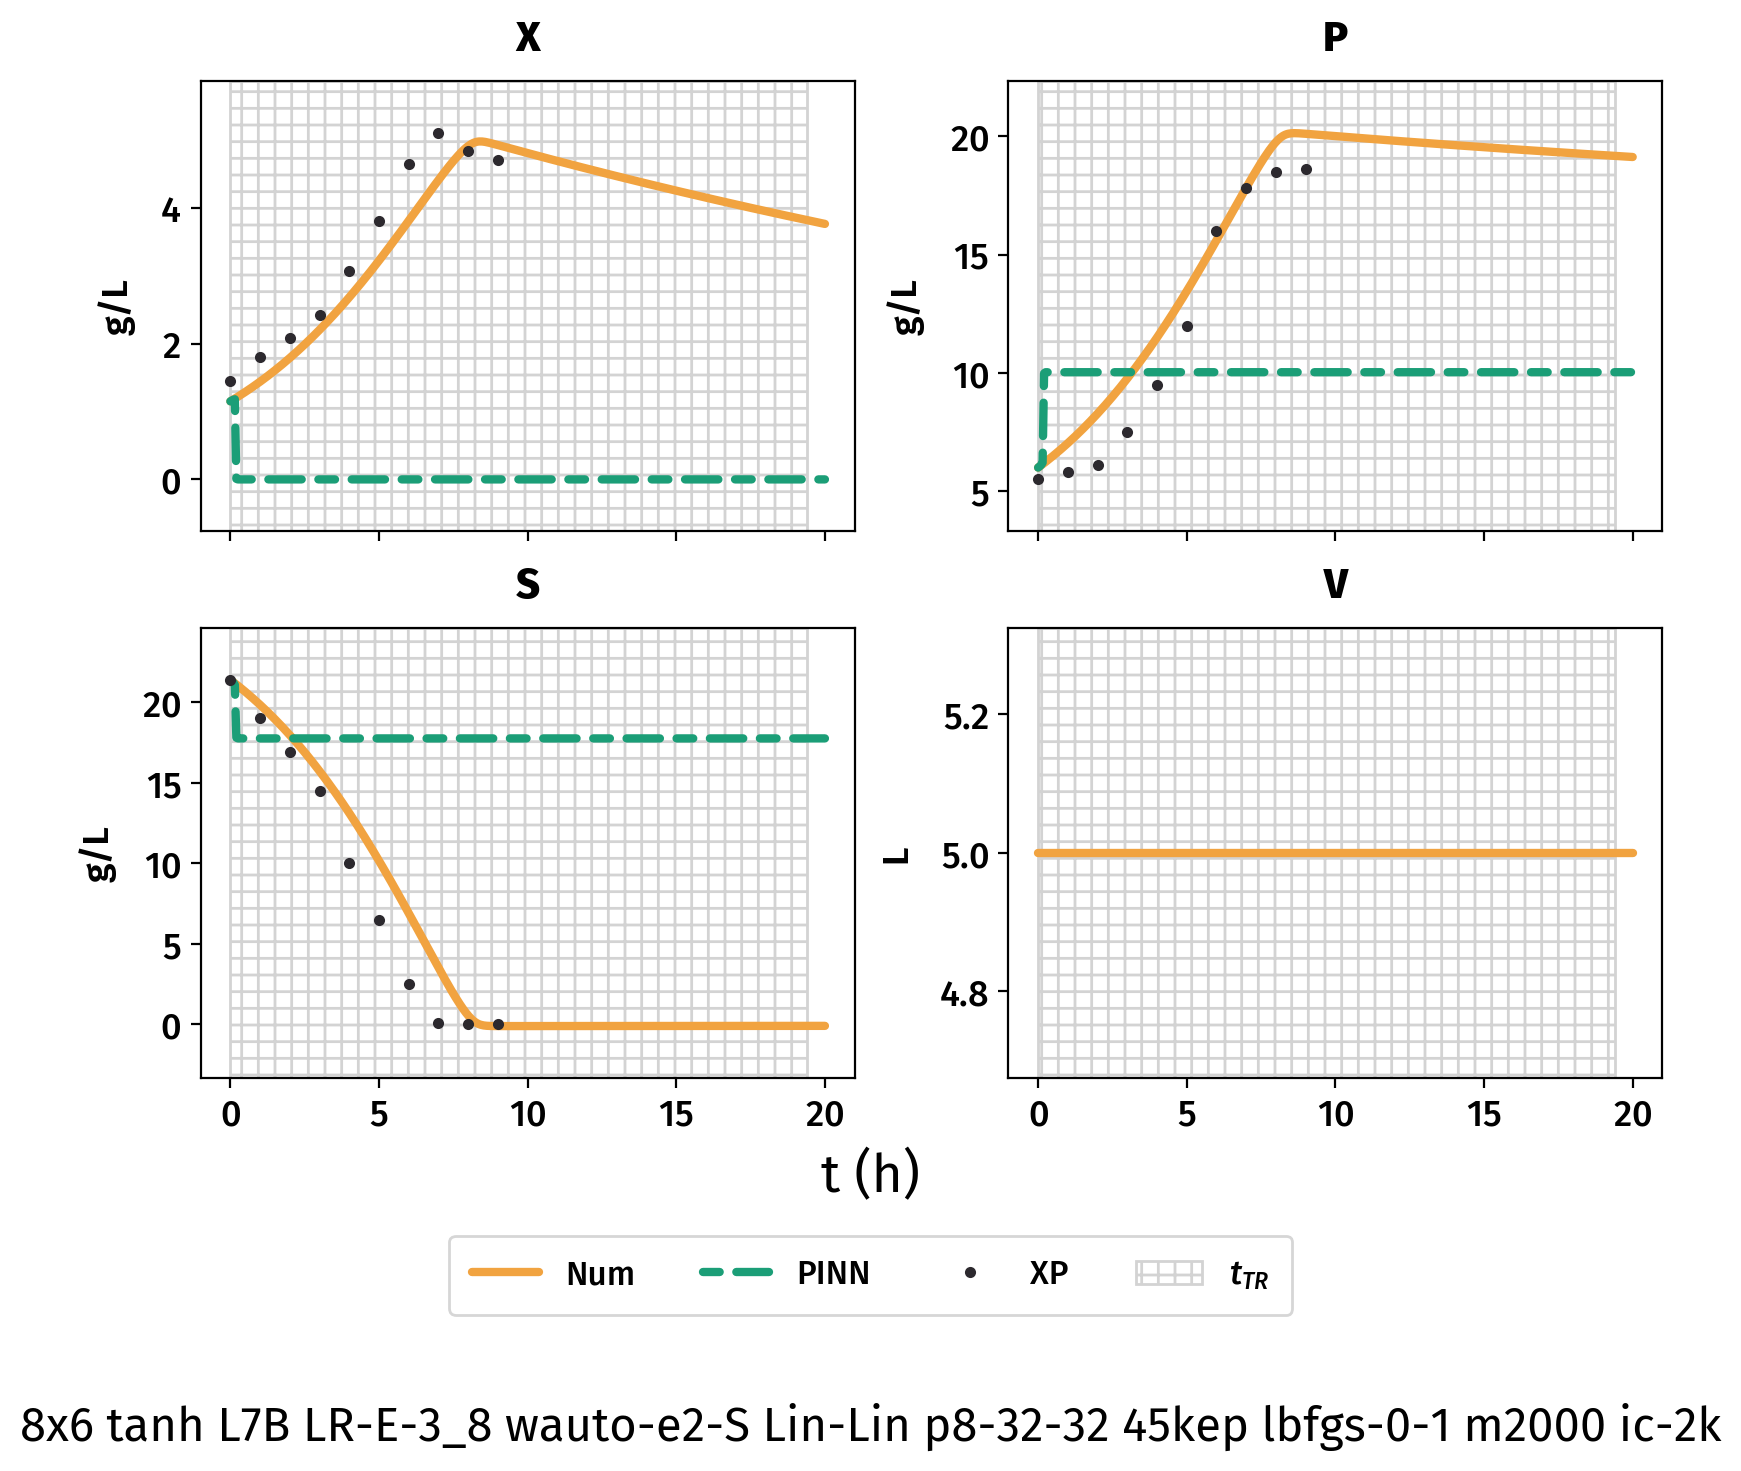 X
P
g/L
4
2
0
g/L
20
15
10
5
S
V
g/L
20
15
10
5
0
L
5.2
5.0
4.8
0 5 10 15 20
0 5 10 15 20
t (h)
Num PINN XP tTR
8x6 tanh L7B LR-E-3_8 wauto-e2-S Lin-Lin p8-32-32 45kep lbfgs-0-1 m2000 ic-2k